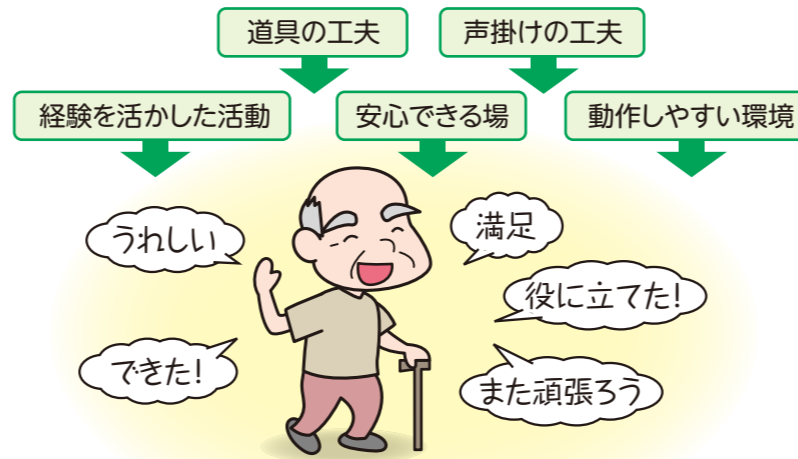 道具の工夫
声掛けの工夫
経験を活かした活動
安心できる場
動作しやすい環境
うれしい
満足
役に立てた!
できた!
また頑張ろう